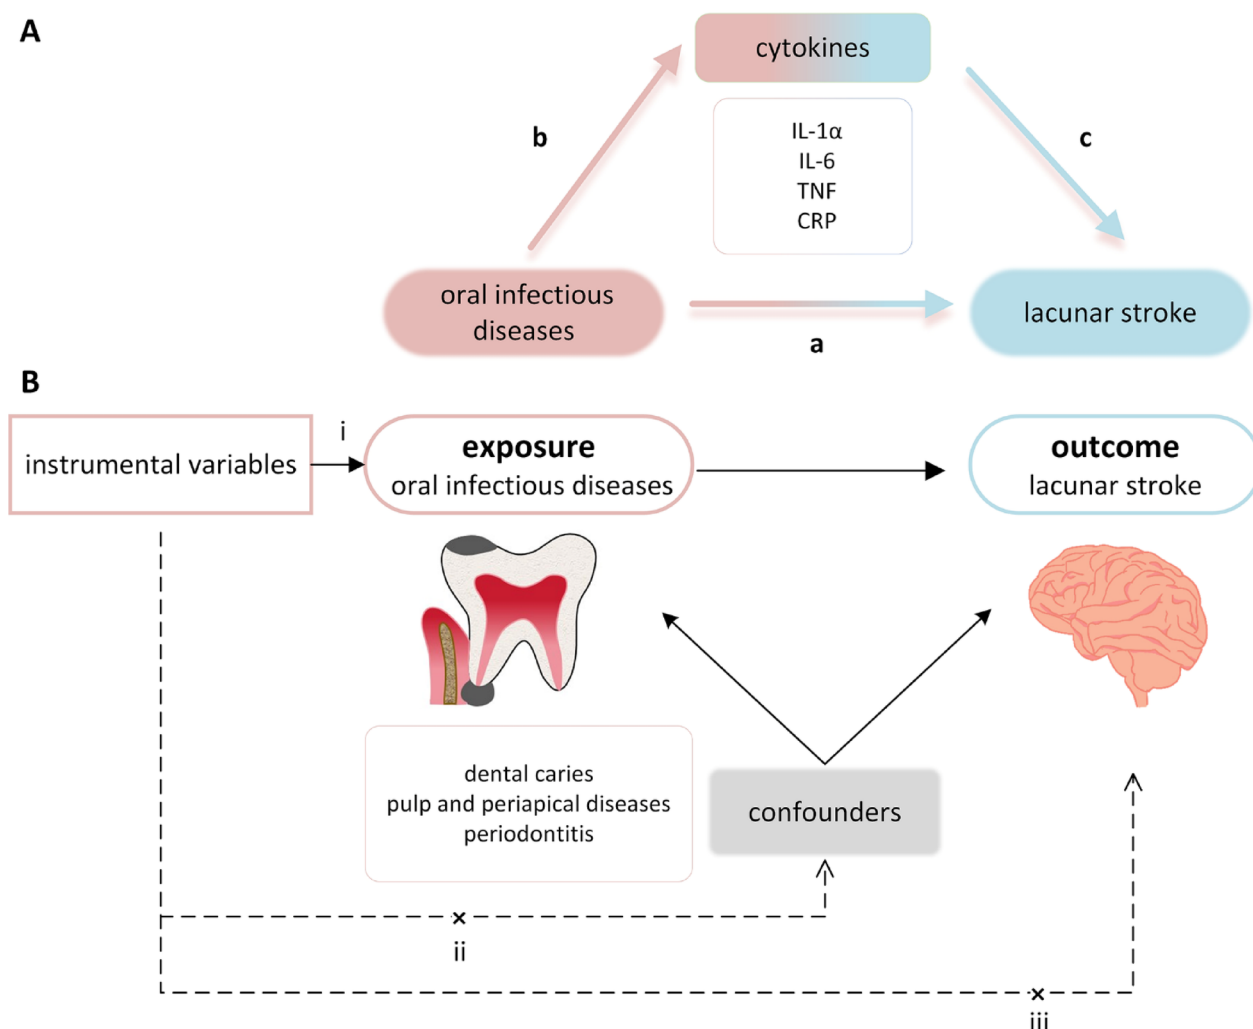 A
cytokines
IL-1α
IL-6
TNF
CRP
b
c
oral infectious
diseases
a
lacunar stroke
B
instrumental variables
i
exposure
oral infectious diseases
outcome
lacunar stroke
dental caries
pulp and periapical diseases
periodontitis
confounders
×
ii
×
iii